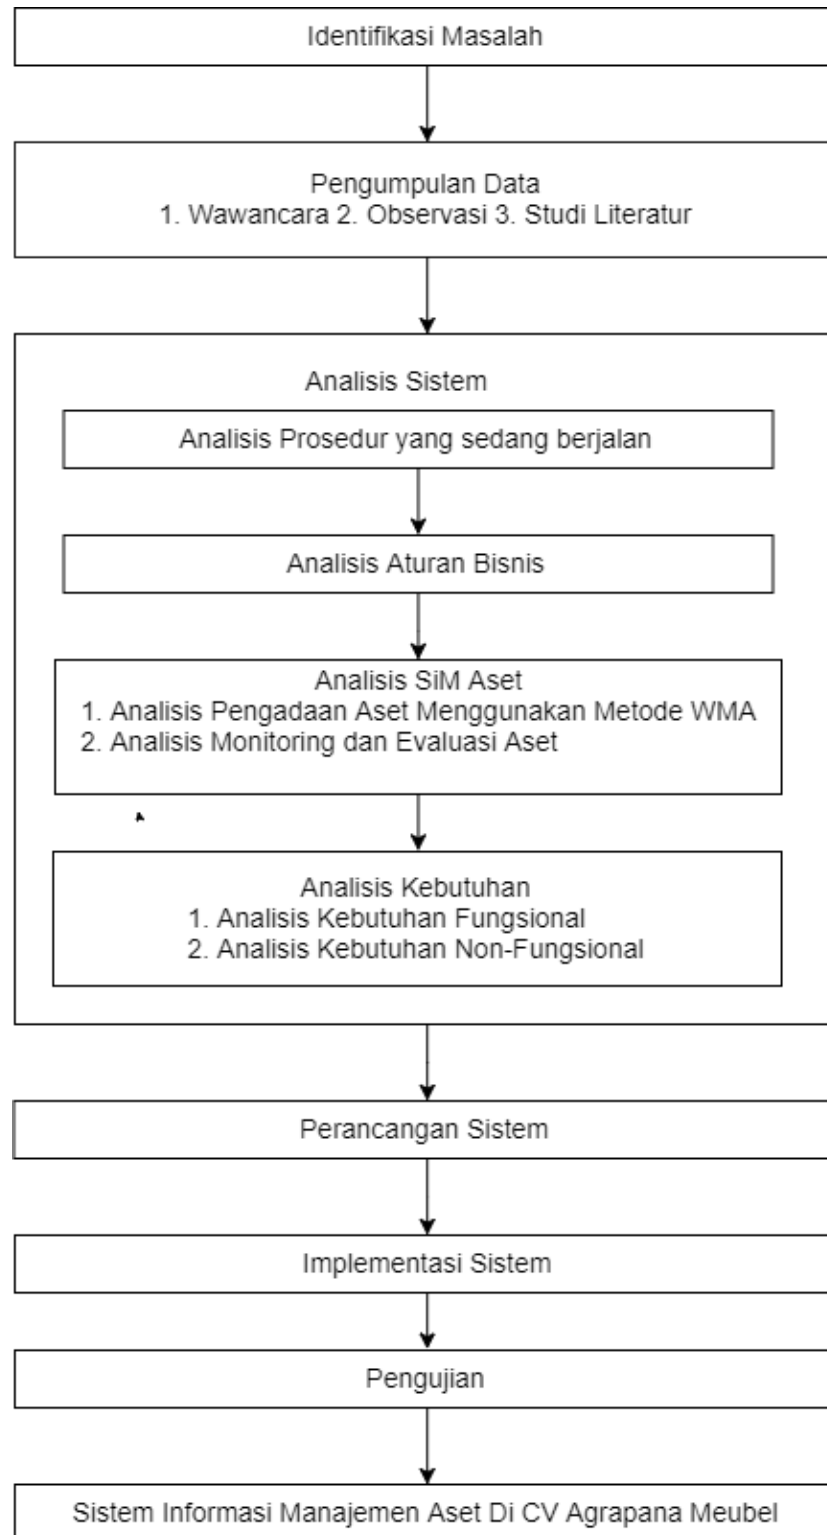 Identifikasi Masalah
Pengumpulan Data
1. Wawancara 2. Observasi 3. Studi Literatur
Analisis Sistem
Analisis Prosedur yang sedang berjalan
Analisis Aturan Bisnis
Analisis SiM Aset
1. Analisis Pengadaan Aset Menggunakan Metode WMA
2. Analisis Monitoring dan Evaluasi Aset
Analisis Kebutuhan
1. Analisis Kebutuhan Fungsional
2. Analisis Kebutuhan Non-Fungsional
Perancangan Sistem
Implementasi Sistem
Pengujian
Sistem Informasi Manajemen Aset Di CV Agrapana Meubel